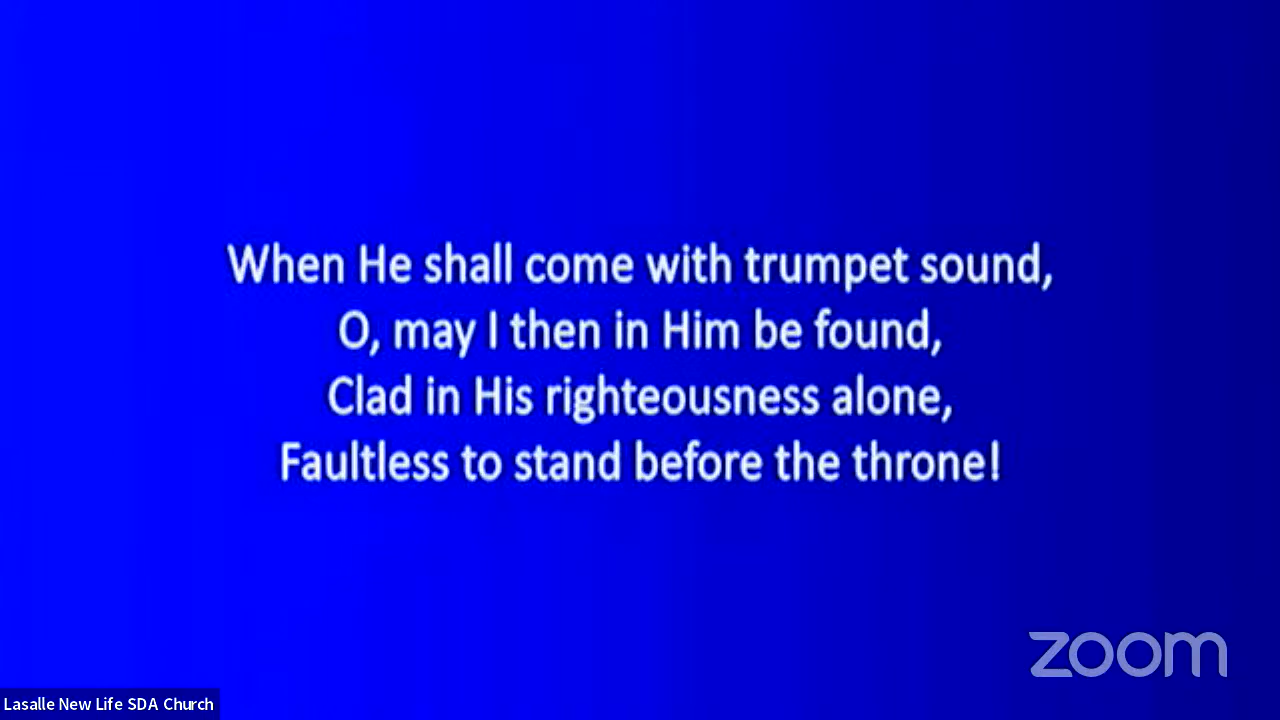 When He shall come with trumpet sound,
O, may I then in Him be found,
Clad in His righteousness alone,
Faultless to stand before the throne!
zoom
Lasalle New Life SDA Church